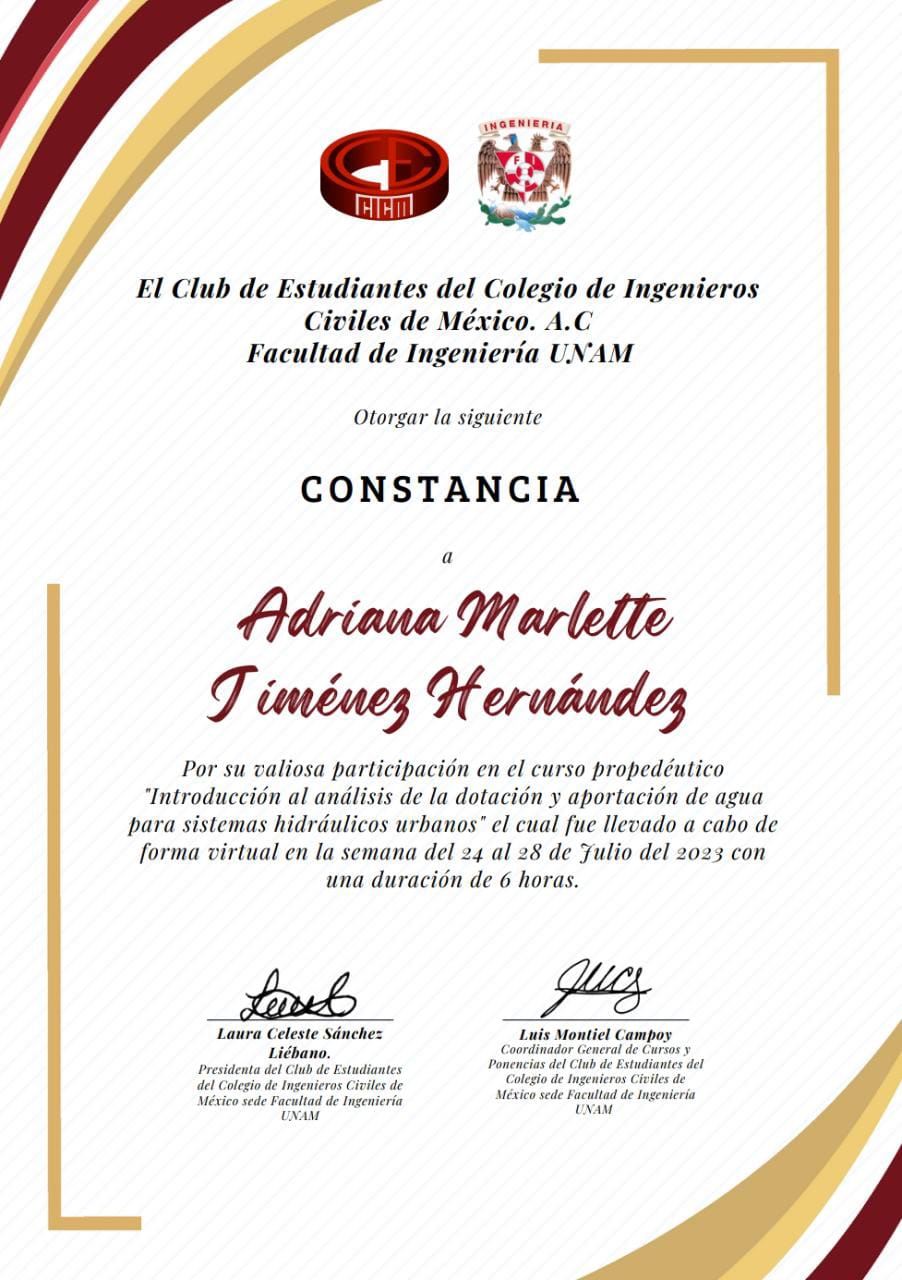 CICM
INGENIERIA
FI
El Club de Estudiantes del Colegio de Ingenieros
Civiles de México. A.C
Facultad de Ingeniería UNAM
Otorgar la siguiente
CONSTANCIA
a
Adriana Marlette
Jiménez Hernández
Por su valiosa participación en el curso propedéutico
"Introducción al análisis de la dotación y aportación de agua
para sistemas hidráulicos urbanos" el cual fue llevado a cabo de
forma virtual en la semana del 24 al 28 de Julio del 2023 con
una duración de 6 horas.
Laura Celeste Sánchez
Liébano.
Presidenta del Club de Estudiantes
del Colegio de Ingenieros Civiles de
México sede Facultad de Ingeniería
UNAM
Luis Montiel Campoy
Coordinador General de Cursos y
Ponencias del Club de Estudiantes del
Colegio de Ingenieros Civiles de
México sede Facultad de Ingeniería
UNAM